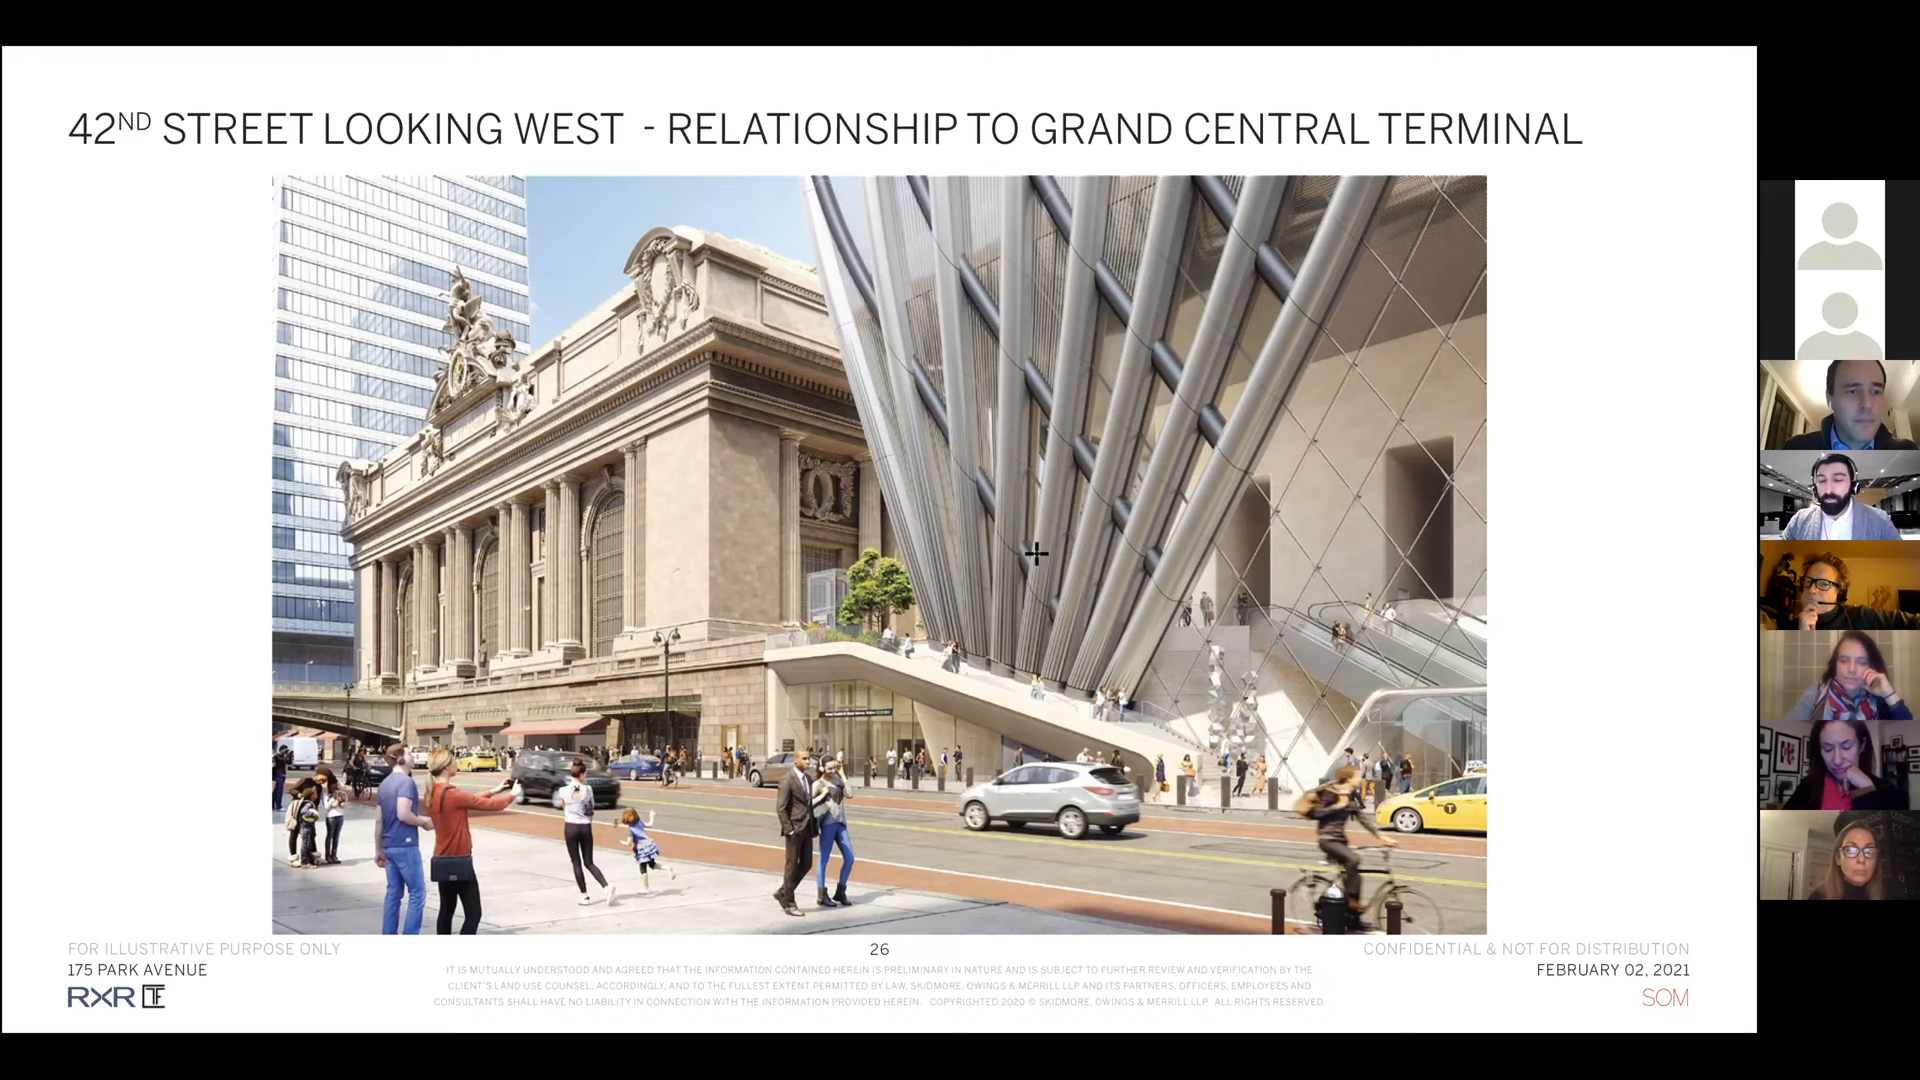 42ND STREET LOOKING WEST - RELATIONSHIP TO GRAND CENTRAL TERMINAL
T
FOR ILLUSTRATIVE PURPOSE ONLY
26
CONFIDENTIAL & NOT FOR DISTRIBUTION
175 PARK AVENUE
FEBRUARY 02, 2021
IT IS MUTUALLY UNDERSTOOD AND AGREED THAT THE INFORMATION CONTAINED HEREIN IS PRELIMINARY IN NATURE AND IS SUBJECT TO FURTHER REVIEW AND VERIFICATION BY THE
CLIENT'S LAND USE COUNSEL, ACCORDINGLY, AND TO THE FULLEST EXTENT PERMITTED BY LAW, SKIDMORE, OWINGS & MERRILL LLP AND ITS PARTNERS, OFFICERS, EMPLOYEES AND
CONSULTANTS SHALL HAVE NO LIABILITY IN CONNECTION WITH THE INFORMATION PROVIDED HEREIN. COPYRIGHTED 2020 © SKIDMORE, OWINGS & MERRILL LLP. ALL RIGHTS RESERVED.
RXR TF
SOM